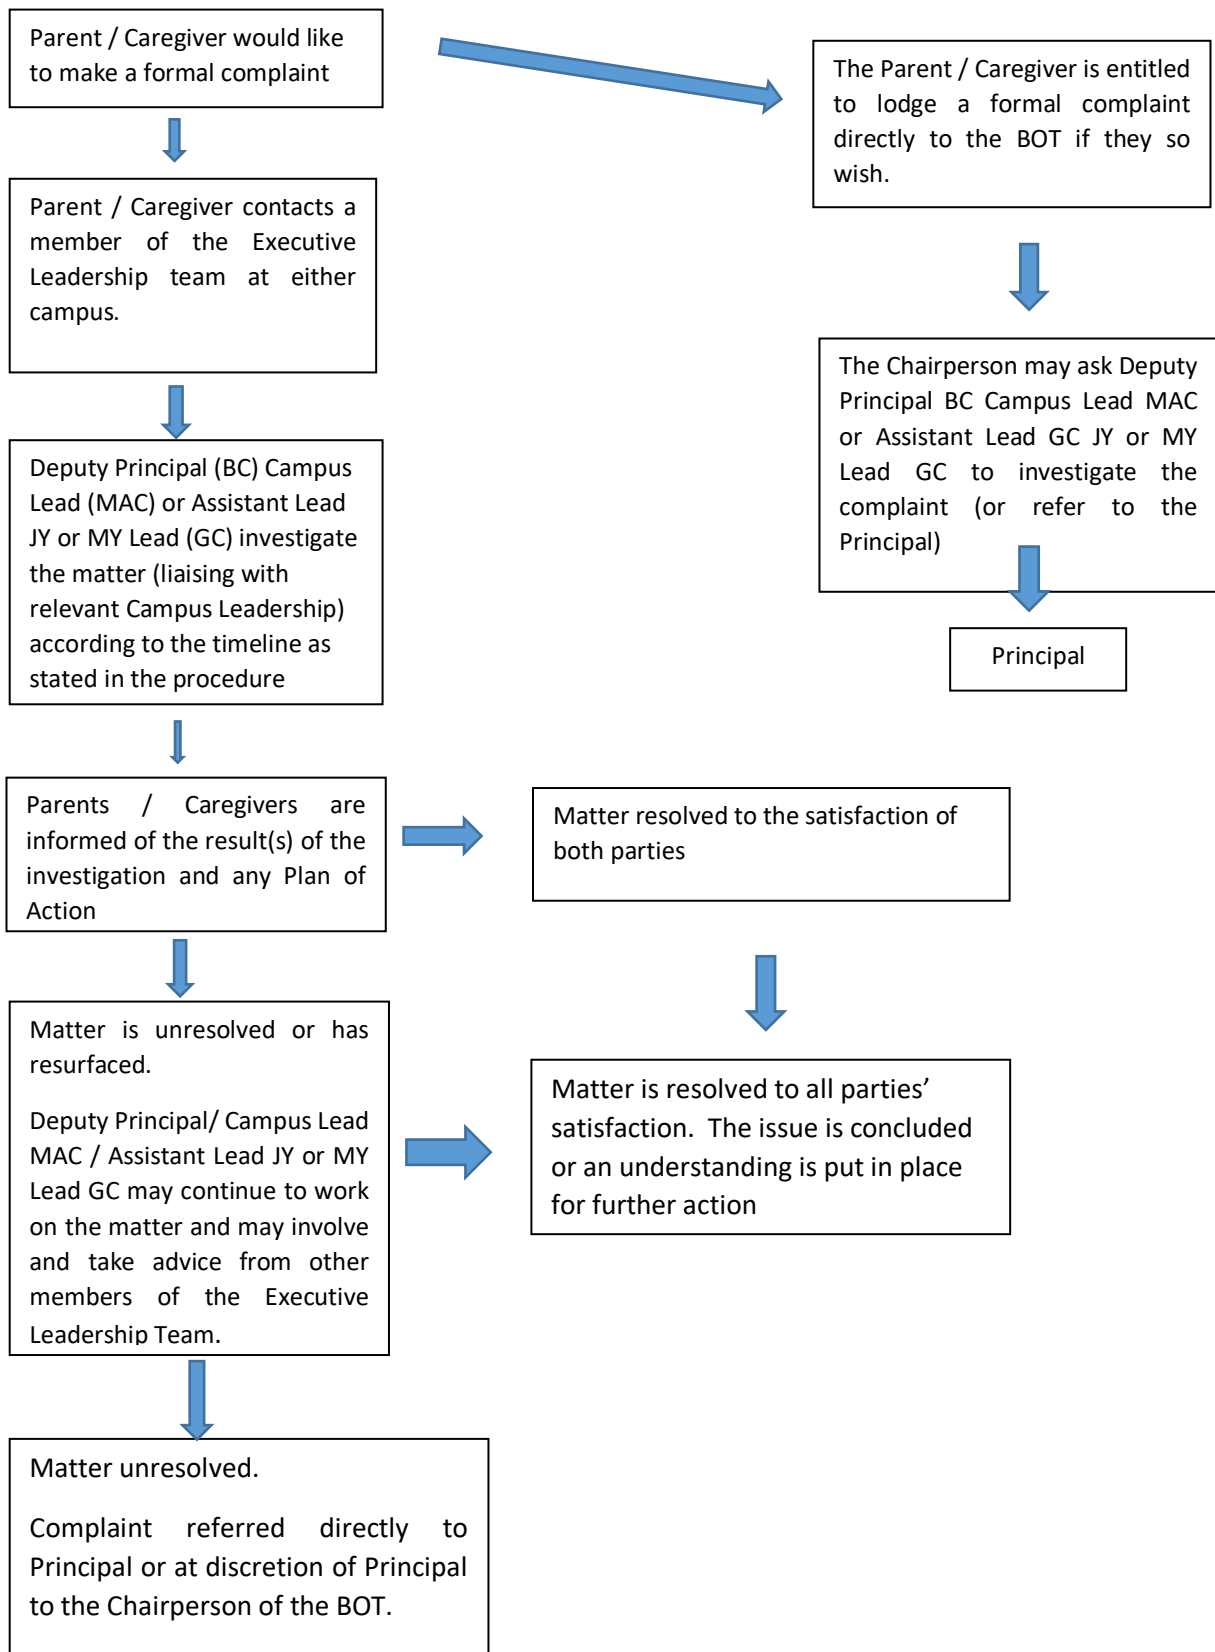 Parent / Caregiver would like
to make a formal complaint
The Parent / Caregiver is entitled
to lodge a formal complaint
directly to the BOT if they so
wish.
Parent / Caregiver contacts a
member of the Executive
Leadership team at either
campus.
The Chairperson may ask Deputy
Principal BC Campus Lead MAC
or Assistant Lead GC JY or MY
Lead GC to investigate the
complaint (or refer to the
Principal)
Deputy Principal (BC) Campus
Lead (MAC) or Assistant Lead
JY or MY Lead (GC) investigate
the matter (liaising with
relevant Campus Leadership)
according to the timeline as
stated in the procedure
Principal
Parents / Caregivers are
informed of the result(s) of the
investigation and any Plan of
Action
Matter resolved to the satisfaction of
both parties
Matter is unresolved or has
resurfaced.
Deputy Principal/ Campus Lead
MAC / Assistant Lead JY or MY
Lead GC may continue to work
on the matter and may involve
and take advice from other
members of the Executive
Leadership Team.
Matter is resolved to all parties’
satisfaction.  The issue is concluded
or an understanding is put in place
for further action
Matter unresolved.
Complaint referred directly to
Principal or at discretion of Principal
to the Chairperson of the BOT.